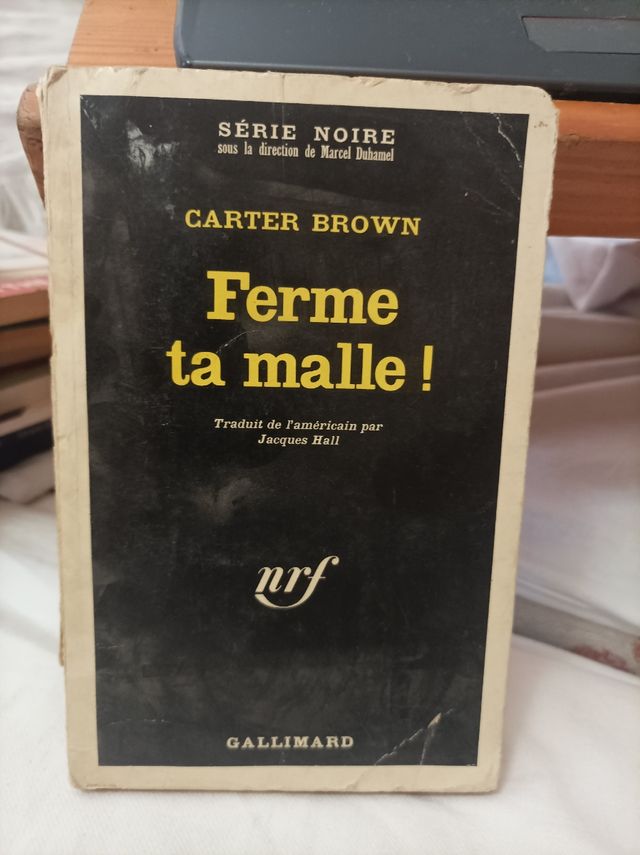 SÉRIE NOIRE
sous la direction de Marcel Duhamel
CARTER BROWN
Ferme
ta malle !
Traduit de l'américain par
Jacques Hall
nrf
GALLIMARD